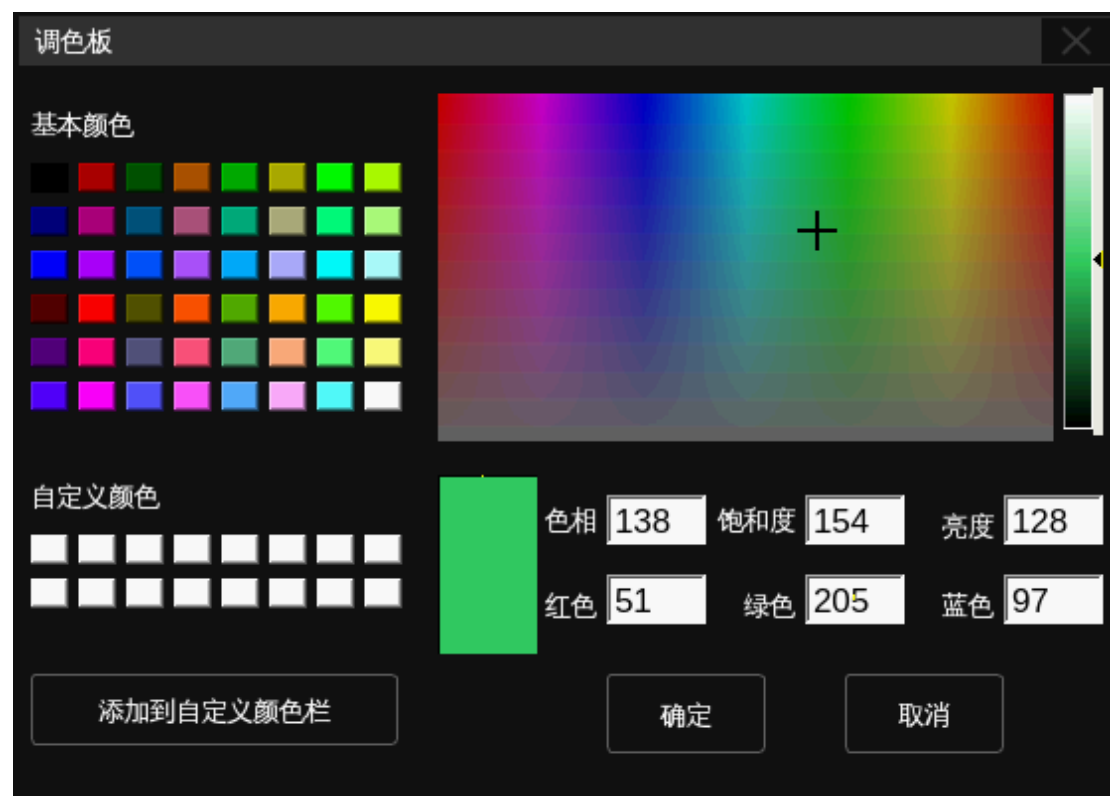 调色板
基本颜色
自定义颜色
色相 138 饱和度 154 亮度 128
红色 51 绿色 205 蓝色 97
添加到自定义颜色栏 确定 取消